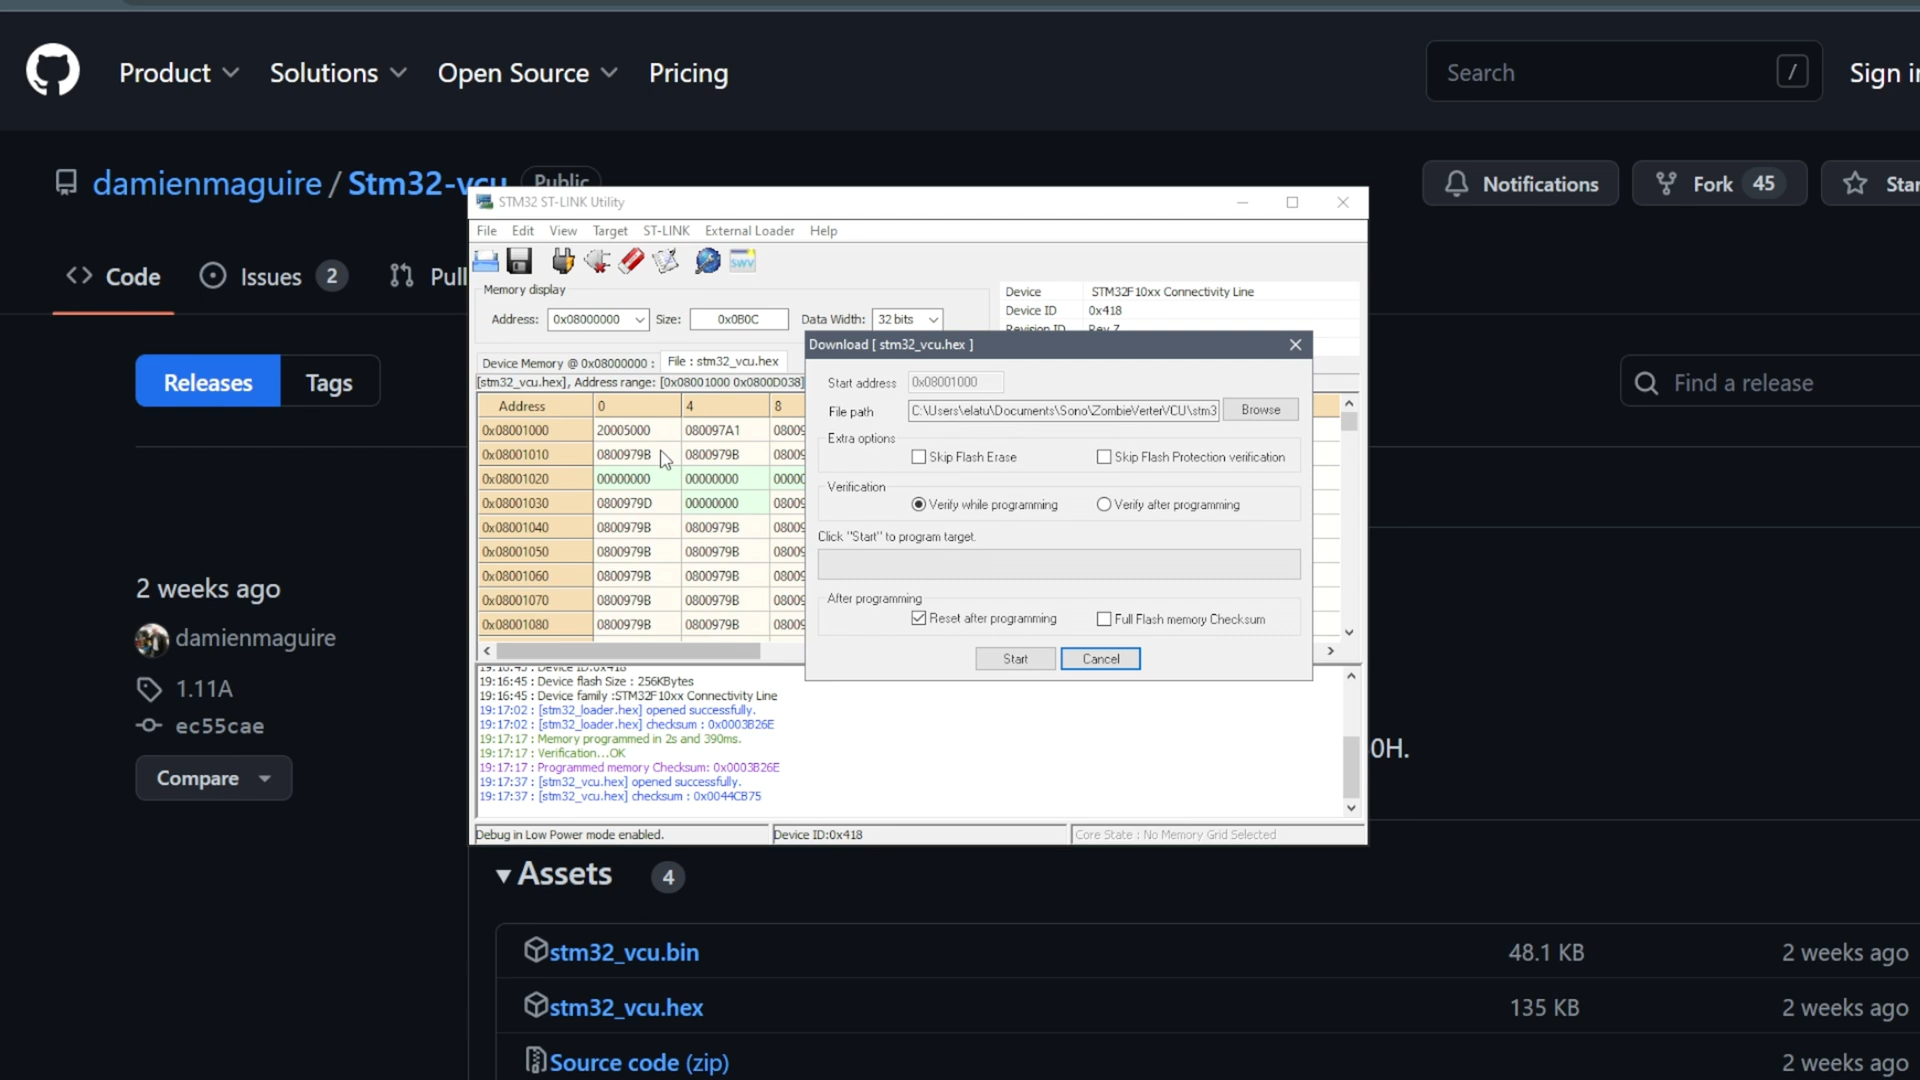 Product
Solutions
Open Source
Pricing
Search
/
damienmaguire / Stm32-vcu
Public
Notifications
Fork 45
Code
Issues 2
Releases
Tags
Find a release
2 weeks ago
damienmaguire
1.11A
ec55cae
Compare
STM32 ST-LINK Utility
File Edit View Target ST-LINK External Loader Help
SWV
Memory display
Address: 0x08000000 Size: 0x0B0C Data Width: 32 bits
Device STM32F10xx Connectivity Line
Device ID 0x418
Revision ID Rev Z
Device Memory @ 0x08000000 : File : stm32_vcu.hex
[stm32_vcu.hex], Address range: [0x08001000 0x0800D038]
Address 0 4 8
0x08001000 20005000 080097A1
0x08001010 0800979B 0800979B
0x08001020 00000000 00000000
0x08001030 0800979D 00000000
0x08001040 0800979B 0800979B
0x08001050 0800979B 0800979B
0x08001060 0800979B 0800979B
0x08001070 0800979B 0800979B
0x08001080 0800979B 0800979B
Download [ stm32_vcu.hex ]
Start address 0x08001000
File path C:\Users\elatu\Documents\Sono\ZombieVerterVCU\stm3 Browse
Extra options
Skip Flash Erase Skip Flash Protection verification
Verification
Verify while programming Verify after programming
Click "Start" to program target.
After programming
Reset after programming Full Flash memory Checksum
Start Cancel
19:16:45 : Device ID:0x418
19:16:45 : Device flash Size : 256KBytes
19:16:45 : Device family :STM32F10xx Connectivity Line
19:17:02 : [stm32_loader.hex] opened successfully.
19:17:02 : [stm32_loader.hex] checksum : 0x0003B26E
19:17:17 : Memory programmed in 2s and 390ms.
19:17:17 : Verification...OK
19:17:17 : Programmed memory Checksum: 0x0003B26E
19:17:37 : [stm32_vcu.hex] opened successfully.
19:17:37 : [stm32_vcu.hex] checksum : 0x0044CB75
Debug in Low Power mode enabled. Device ID:0x418 Core State : No Memory Grid Selected
0H.
Assets 4
stm32_vcu.bin 48.1 KB 2 weeks ago
stm32_vcu.hex 135 KB 2 weeks ago
Source code (zip) 2 weeks ago